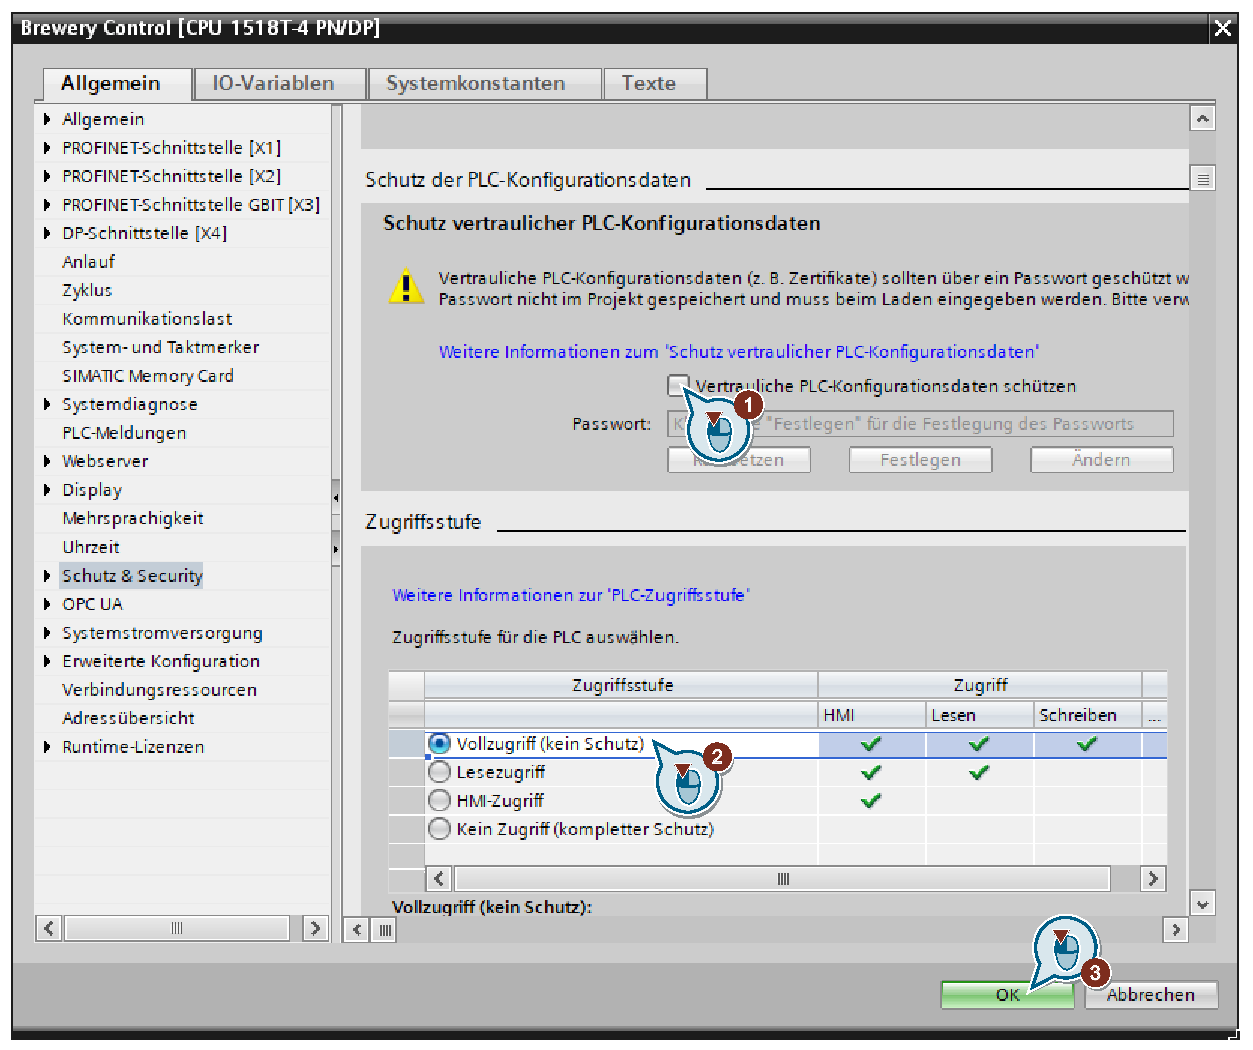 Brewery Control [CPU 1518T-4 PN/DP]
Allgemein
IO-Variablen
Systemkonstanten
Texte
Allgemein
PROFINET-Schnittstelle [X1]
PROFINET-Schnittstelle [X2]
PROFINET-Schnittstelle GBIT [X3]
DP-Schnittstelle [X4]
Anlauf
Zyklus
Kommunikationslast
System- und Taktmerker
SIMATIC Memory Card
Systemdiagnose
PLC-Meldungen
Webserver
Display
Mehrsprachigkeit
Uhrzeit
Schutz & Security
OPC UA
Systemstromversorgung
Erweiterte Konfiguration
Verbindungsressourcen
Adressübersicht
Runtime-Lizenzen
Schutz der PLC-Konfigurationsdaten
Schutz vertraulicher PLC-Konfigurationsdaten
Vertrauliche PLC-Konfigurationsdaten (z. B. Zertifikate) sollten über ein Passwort geschützt w
Passwort nicht im Projekt gespeichert und muss beim Laden eingegeben werden. Bitte verw
Weitere Informationen zum 'Schutz vertraulicher PLC-Konfigurationsdaten'
Vertrauliche PLC-Konfigurationsdaten schützen
1
Passwort:
"Festlegen" für die Festlegung des Passworts
Festlegen
Ändern
Zugriffsstufe
Weitere Informationen zur 'PLC-Zugriffsstufe'
Zugriffsstufe für die PLC auswählen.
Zugriffsstufe Zugriff
HMI Lesen Schreiben ...
Vollzugriff (kein Schutz)
2
Lesezugriff
HMI-Zugriff
Kein Zugriff (kompletter Schutz)
Vollzugriff (kein Schutz):
3
OK
Abbrechen